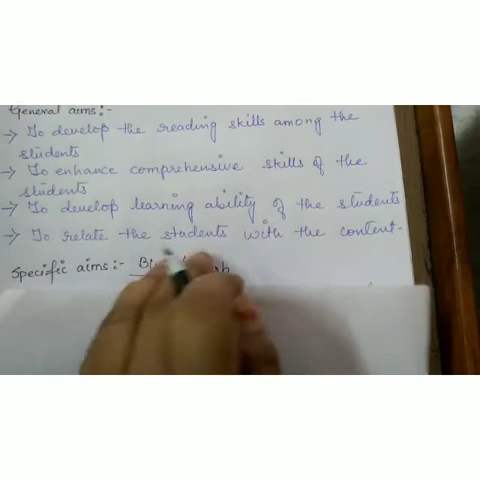 General aims:-
→ To develop the reading skills among the
students
→ To enhance comprehensive skills of the
students
→ To develop learning ability of the students
→ To relate the students with the content-
Specific aims:-